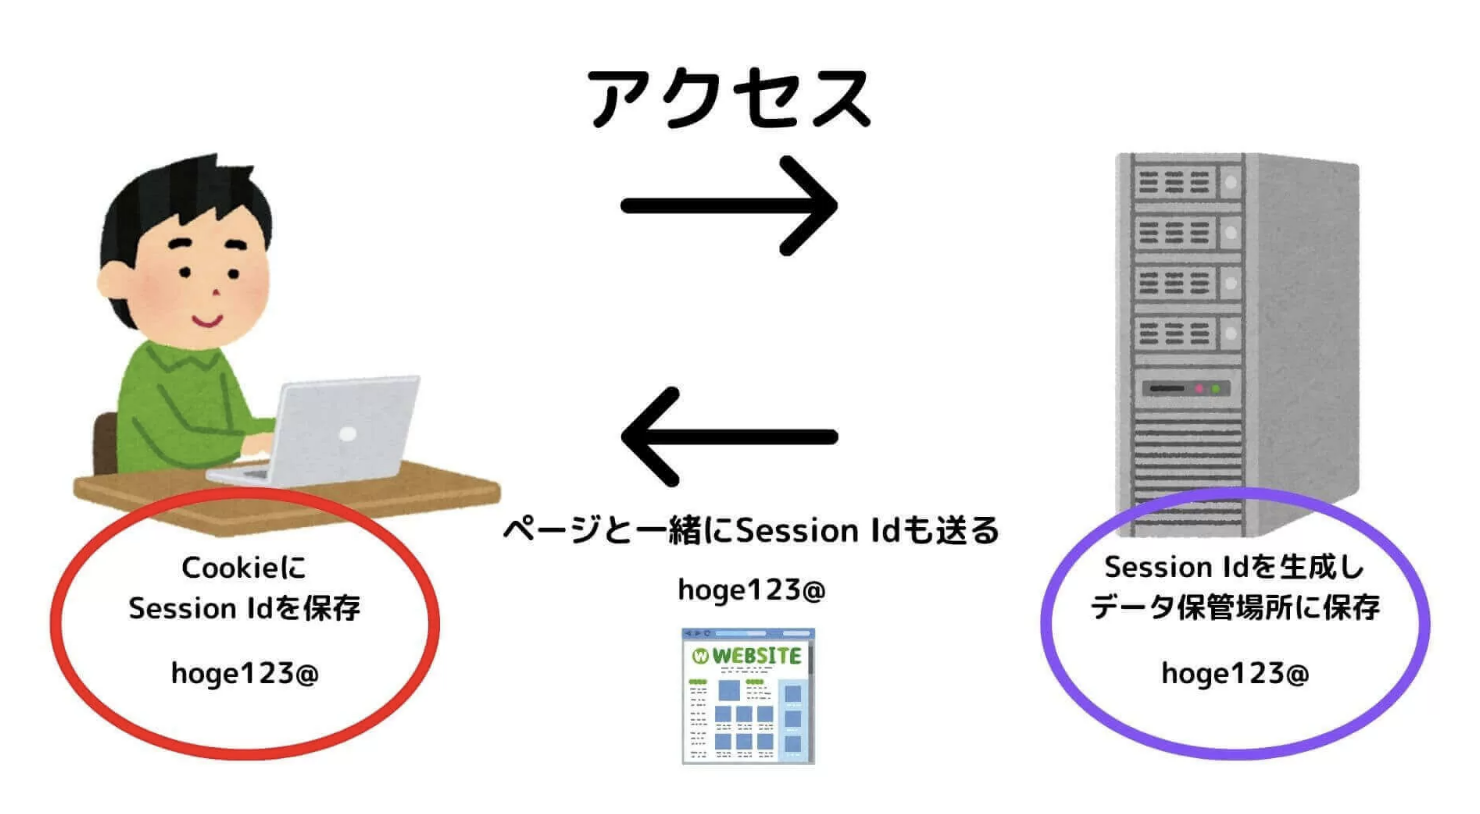 アクセス
ページと一緒にSession Idも送る
hoge123@
WEBSITE
Cookieに
Session Idを保存
hoge123@
Session Idを生成し
データ保管場所に保存
hoge123@